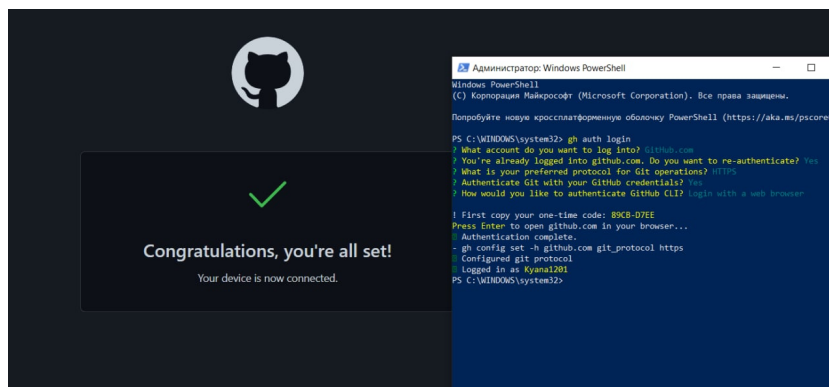 Congratulations, you're all set!
Your device is now connected.
Администратор: Windows PowerShell
Windows PowerShell
(C) Корпорация Майкрософт (Microsoft Corporation). Все права защищены.
Попробуйте новую кроссплатформенную оболочку PowerShell (https://aka.ms/pscore
PS C:\WINDOWS\system32> gh auth login
? What account do you want to log into? GitHub.com
? You're already logged into github.com. Do you want to re-authenticate? Yes
? What is your preferred protocol for Git operations? HTTPS
? Authenticate Git with your GitHub credentials? Yes
? How would you like to authenticate GitHub CLI? Login with a web browser
! First copy your one-time code: 89CB-D7EE
Press Enter to open github.com in your browser...
Authentication complete.
- gh config set -h github.com git_protocol https
Configured git protocol
Logged in as Kyana1201
PS C:\WINDOWS\system32>